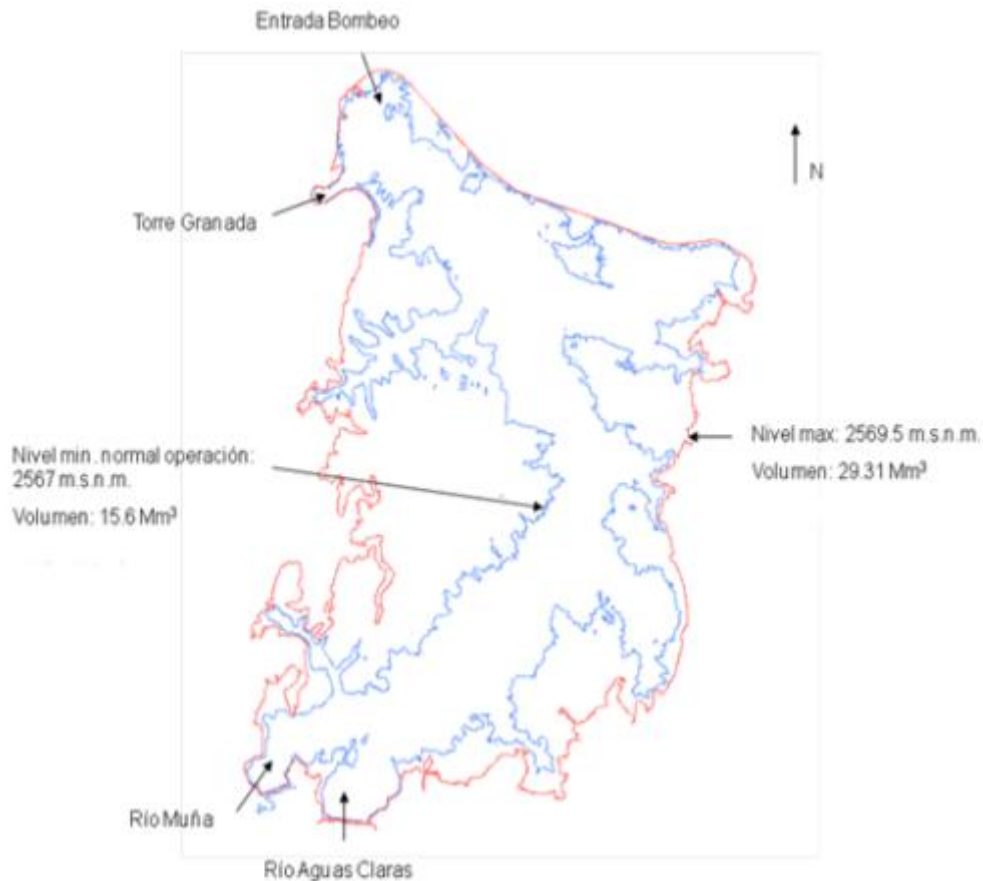 Entrada Bombeo
N
Torre Granada
Nivel max: 2569.5 m.s.n.m.
Volumen: 29.31 Mm³
Nivel min. normal operación:
2567 m.s.n.m.
Volumen: 15.6 Mm³
Río Muña
Río Aguas Claras